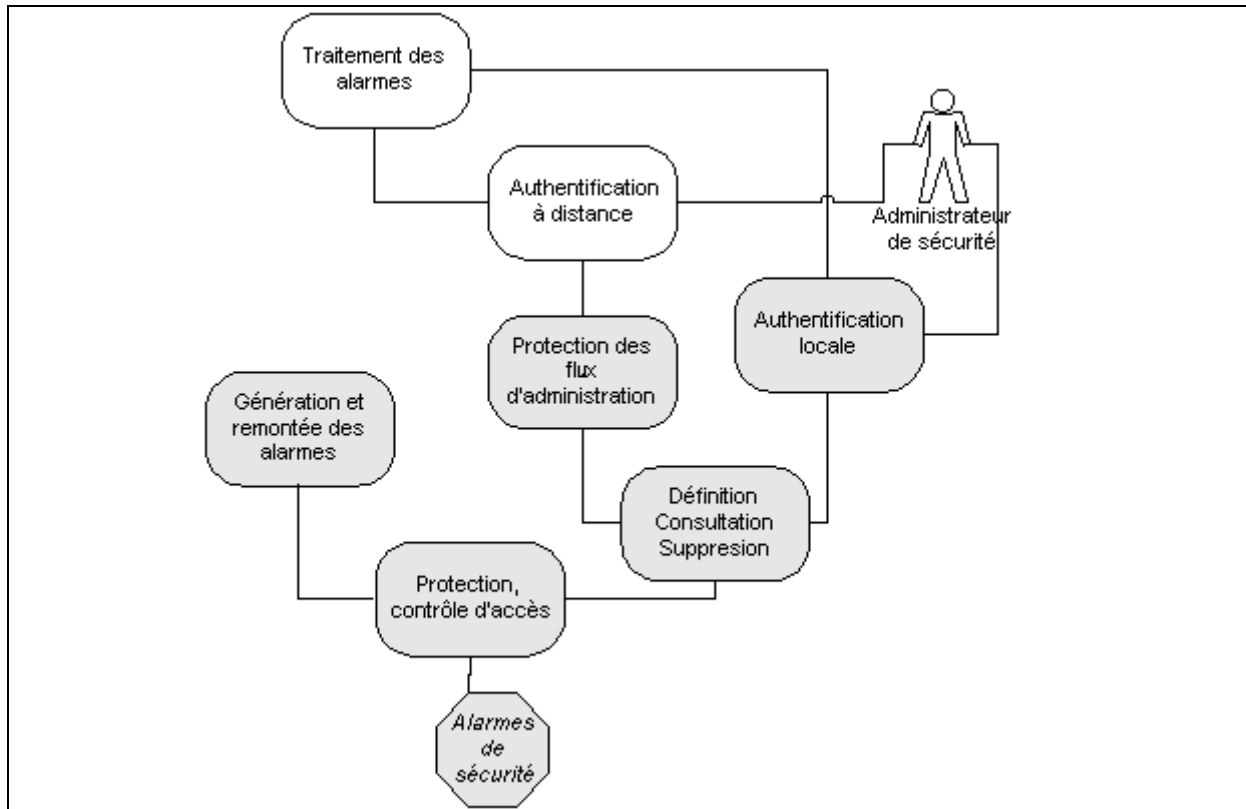 Traitement des
alarmes
Authentification
à distance
Administrateur
de sécurité
Authentification
locale
Protection des
flux
d'administration
Génération et
remontée des
alarmes
Définition
Consultation
Suppresion
Protection,
contrôle d'accès
Alarmes
de
sécurité